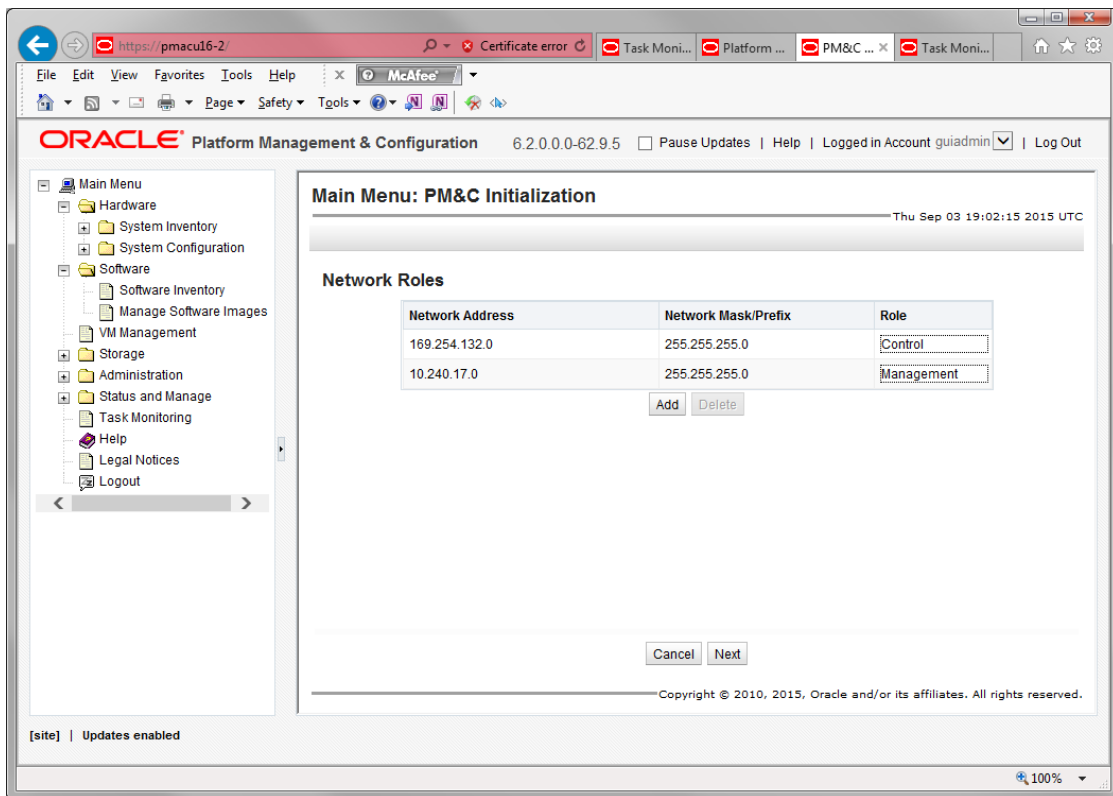 https://pmacu16-2/
Certificate error
Task Moni...
Platform ...
PM&C ...
Task Moni...
File Edit View Favorites Tools Help
McAfee
Page Safety Tools
ORACLE Platform Management & Configuration 6.2.0.0.0-62.9.5 Pause Updates | Help | Logged in Account guiadmin | Log Out
Main Menu
Hardware
System Inventory
System Configuration
Software
Software Inventory
Manage Software Images
VM Management
Storage
Administration
Status and Manage
Task Monitoring
Help
Legal Notices
Logout
Main Menu: PM&C Initialization
Thu Sep 03 19:02:15 2015 UTC
Network Roles
Network Address Network Mask/Prefix Role
169.254.132.0 255.255.255.0 Control
10.240.17.0 255.255.255.0 Management
Add Delete
Cancel Next
Copyright © 2010, 2015, Oracle and/or its affiliates. All rights reserved.
[site] | Updates enabled
100%